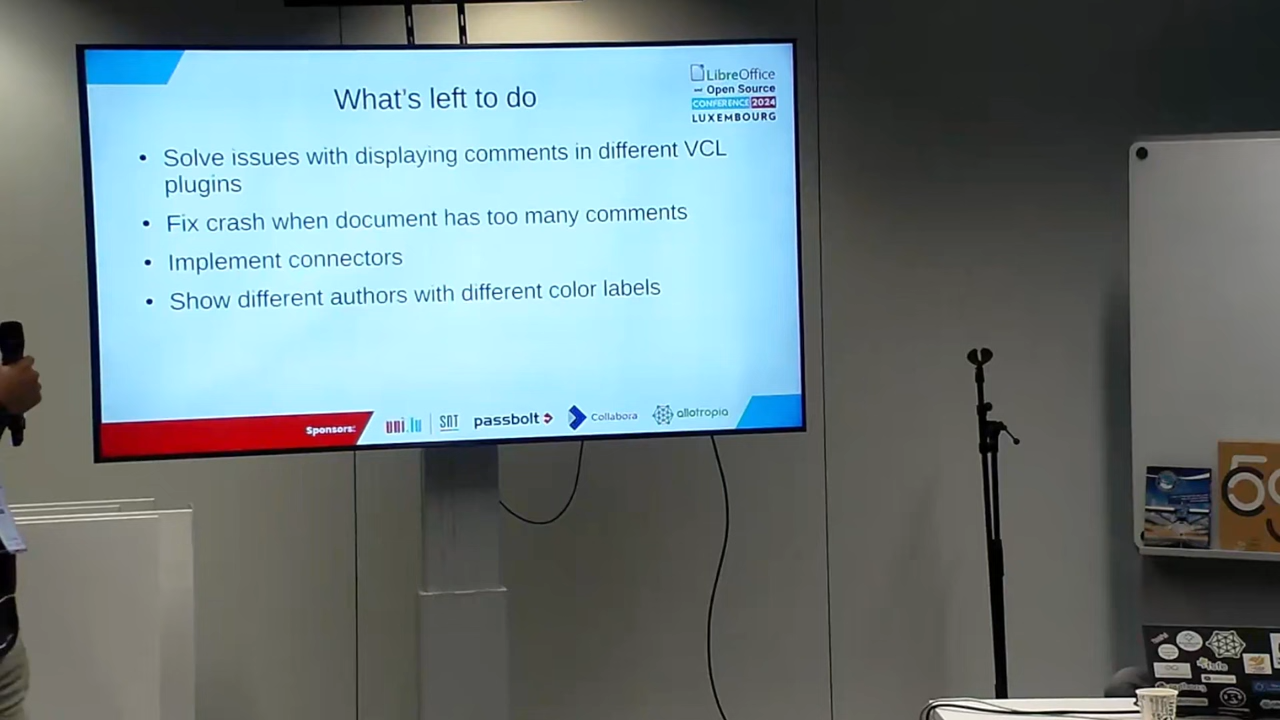 LibreOffice
Open Source
CONFERENCE 2024
LUXEMBOURG
What's left to do
• Solve issues with displaying comments in different VCL
plugins
• Fix crash when document has too many comments
• Implement connectors
• Show different authors with different color labels
Sponsors:
uni.lu SNT passbolt Collabora allotropia